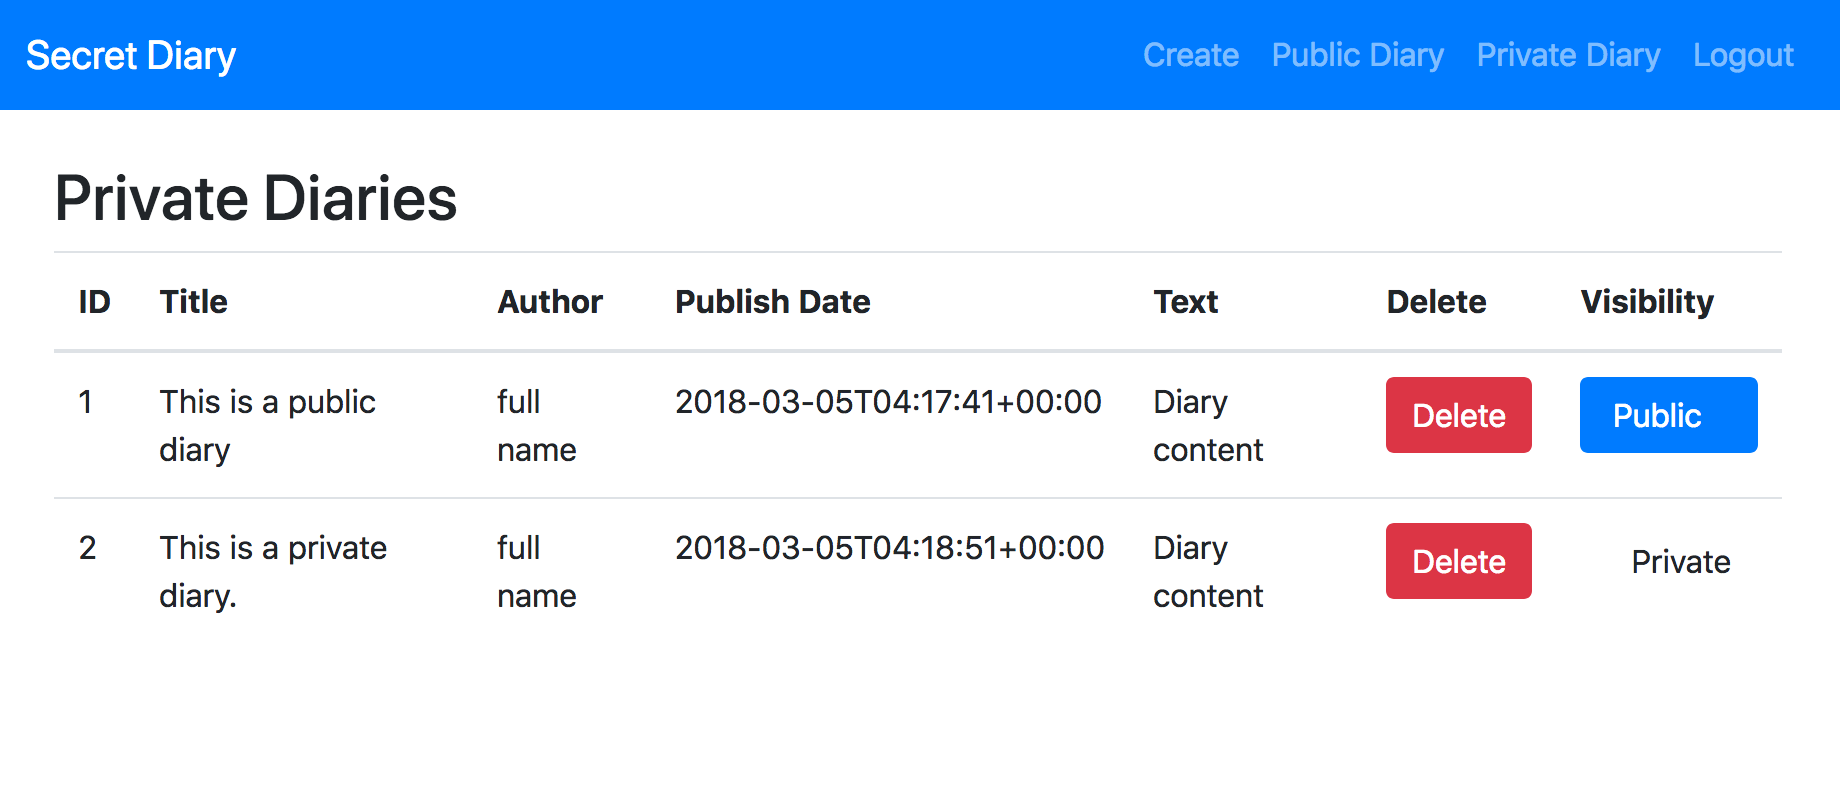 Secret Diary Create Public Diary Private Diary Logout
Private Diaries
ID Title Author Publish Date Text Delete Visibility
1 This is a public full 2018-03-05T04:17:41+00:00 Diary Delete Public
diary name content
2 This is a private full 2018-03-05T04:18:51+00:00 Diary Delete Private
diary. name content